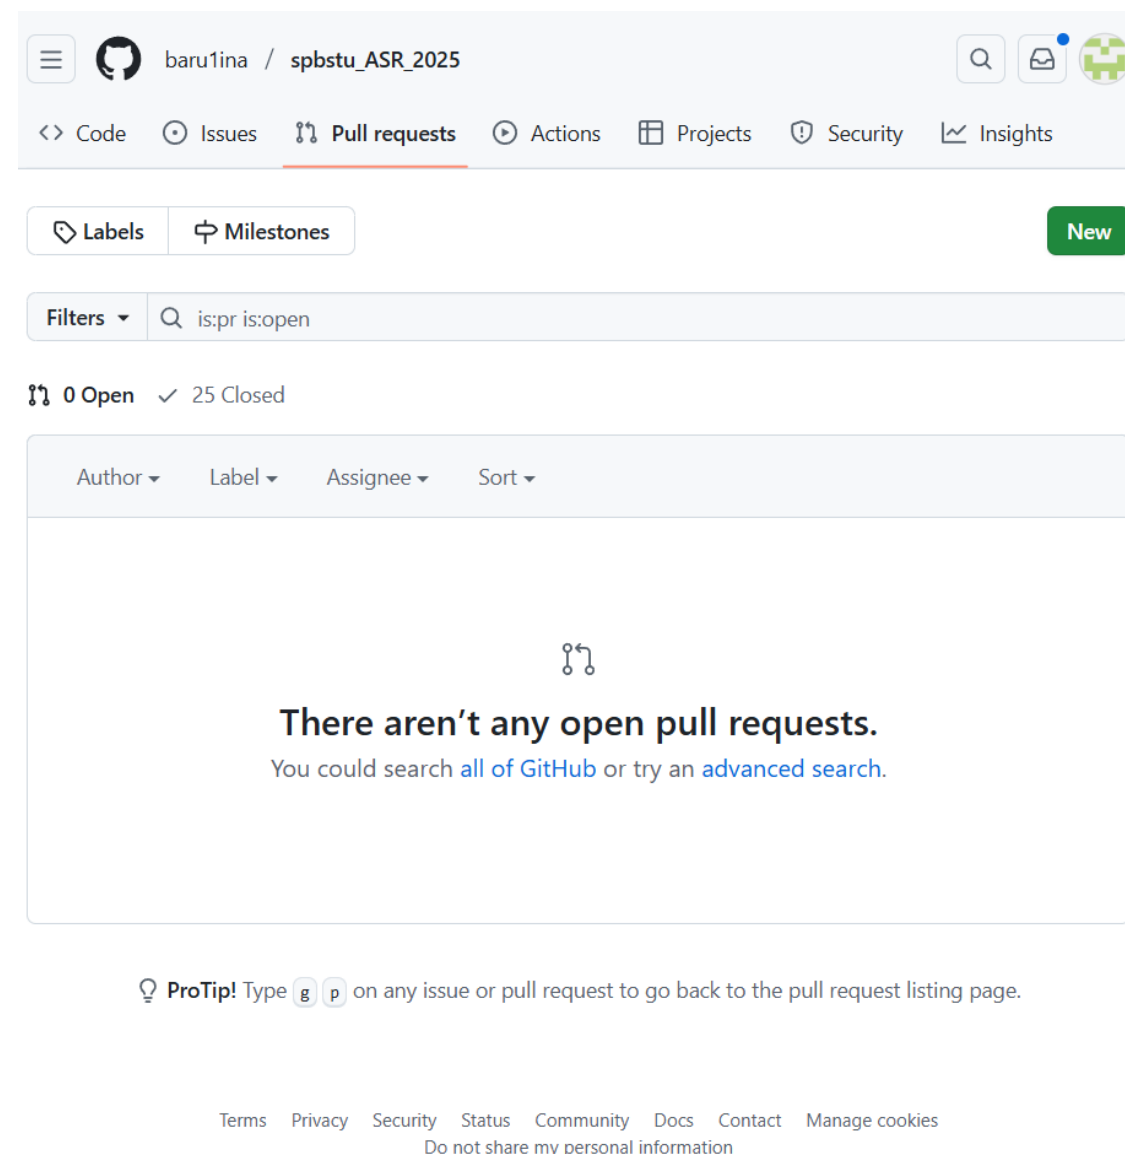 baru1ina / spbstu_ASR_2025
Code Issues Pull requests Actions Projects Security Insights
Labels Milestones New
Filters is:pr is:open
0 Open 25 Closed
Author Label Assignee Sort
There aren’t any open pull requests.
You could search all of GitHub or try an advanced search.
ProTip! Type g p on any issue or pull request to go back to the pull request listing page.
Terms Privacy Security Status Community Docs Contact Manage cookies
Do not share my personal information